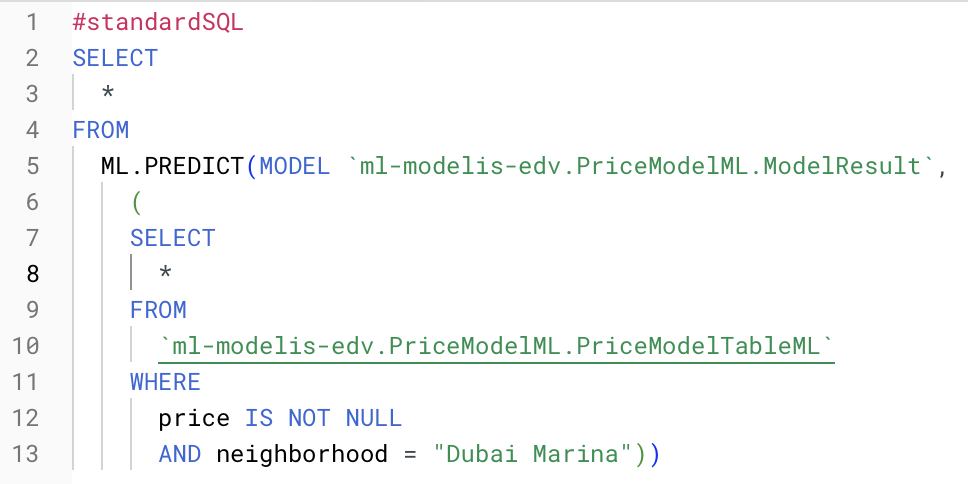 1 #standardSQL
2 SELECT
3 *
4 FROM
5 ML.PREDICT(MODEL `ml-modelis-edv.PriceModelML.ModelResult`,
6 (
7 SELECT
8 *
9 FROM
10 `ml-modelis-edv.PriceModelML.PriceModelTableML`
11 WHERE
12 price IS NOT NULL
13 AND neighborhood = "Dubai Marina"))